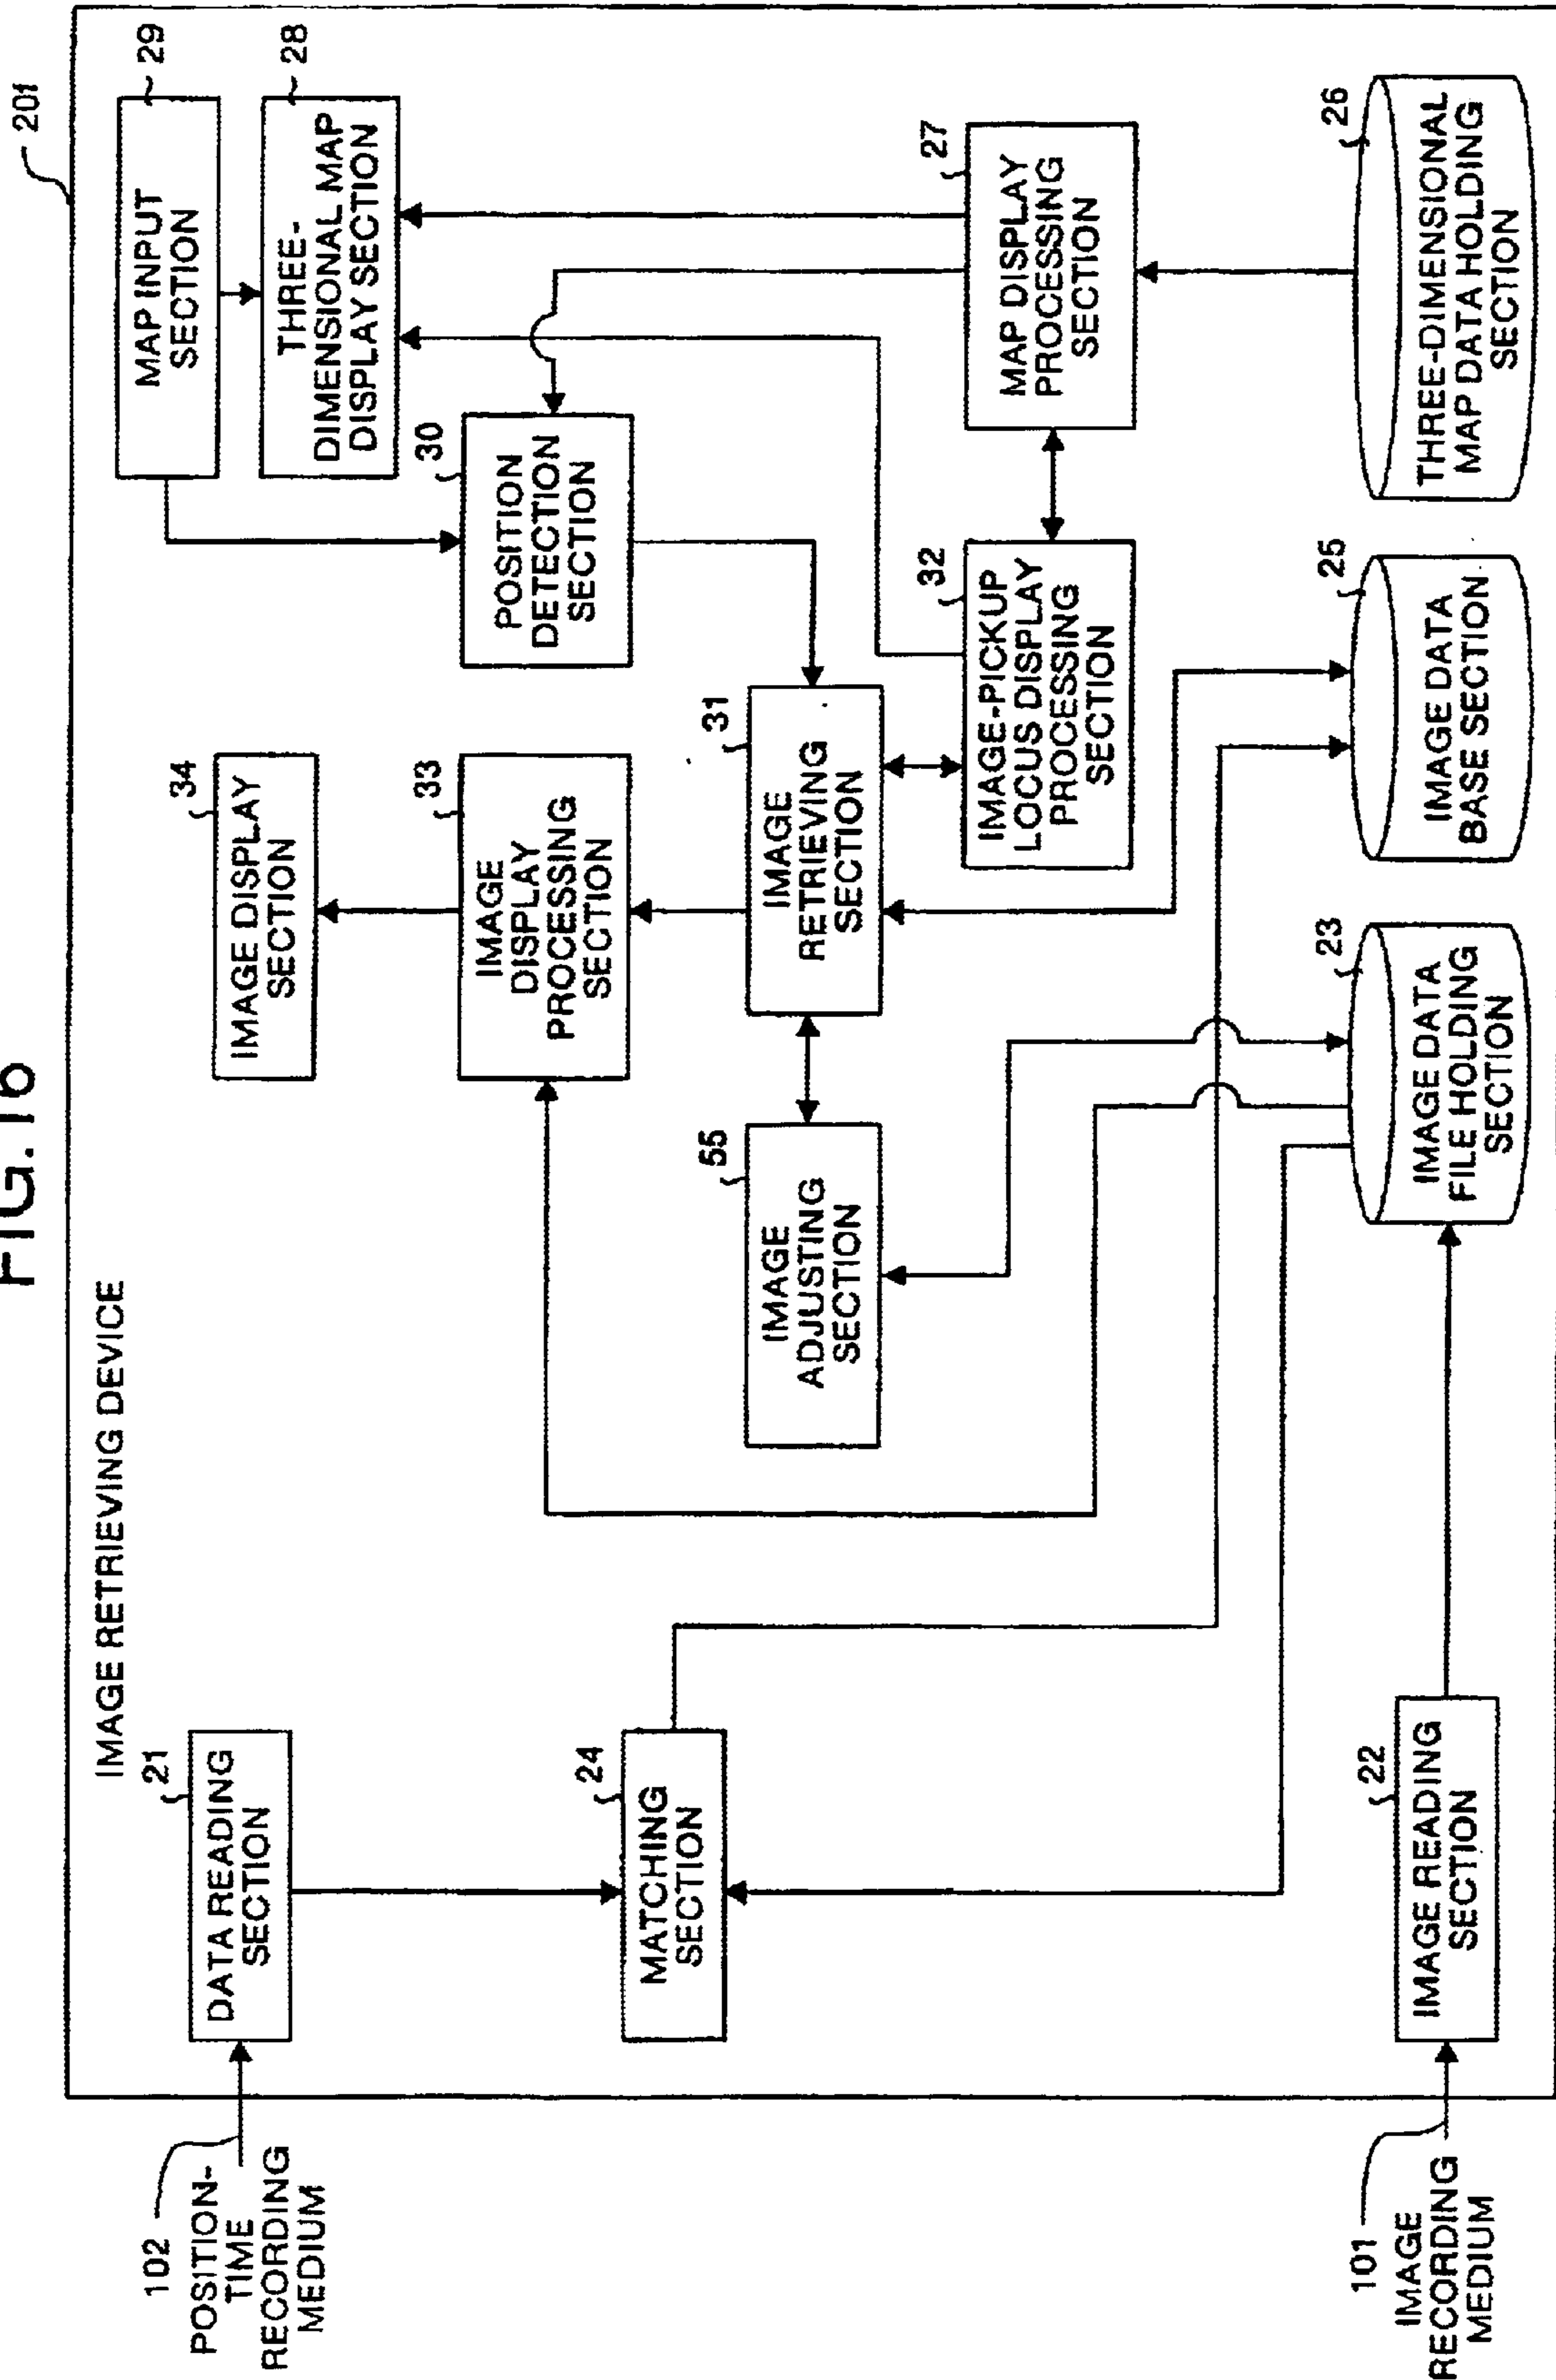 FIG.16
201
IMAGE RETRIEVING DEVICE
102
POSITION-
TIME
RECORDING
MEDIUM
21
DATA READING
SECTION
34
IMAGE DISPLAY
SECTION
29
MAP INPUT
SECTION
28
THREE-
DIMENSIONAL MAP
DISPLAY SECTION
24
MATCHING
SECTION
33
IMAGE
DISPLAY
PROCESSING
SECTION
30
POSITION
DETECTION
SECTION
55
IMAGE
ADJUSTING
SECTION
31
IMAGE
RETRIEVING
SECTION
32
IMAGE-PICKUP
LOCUS DISPLAY
PROCESSING
SECTION
27
MAP DISPLAY
PROCESSING
SECTION
101
IMAGE
RECORDING
MEDIUM
22
IMAGE READING
SECTION
23
IMAGE DATA
FILE HOLDING
SECTION
25
IMAGE DATA
BASE SECTION
26
THREE-DIMENSIONAL
MAP DATA HOLDING
SECTION